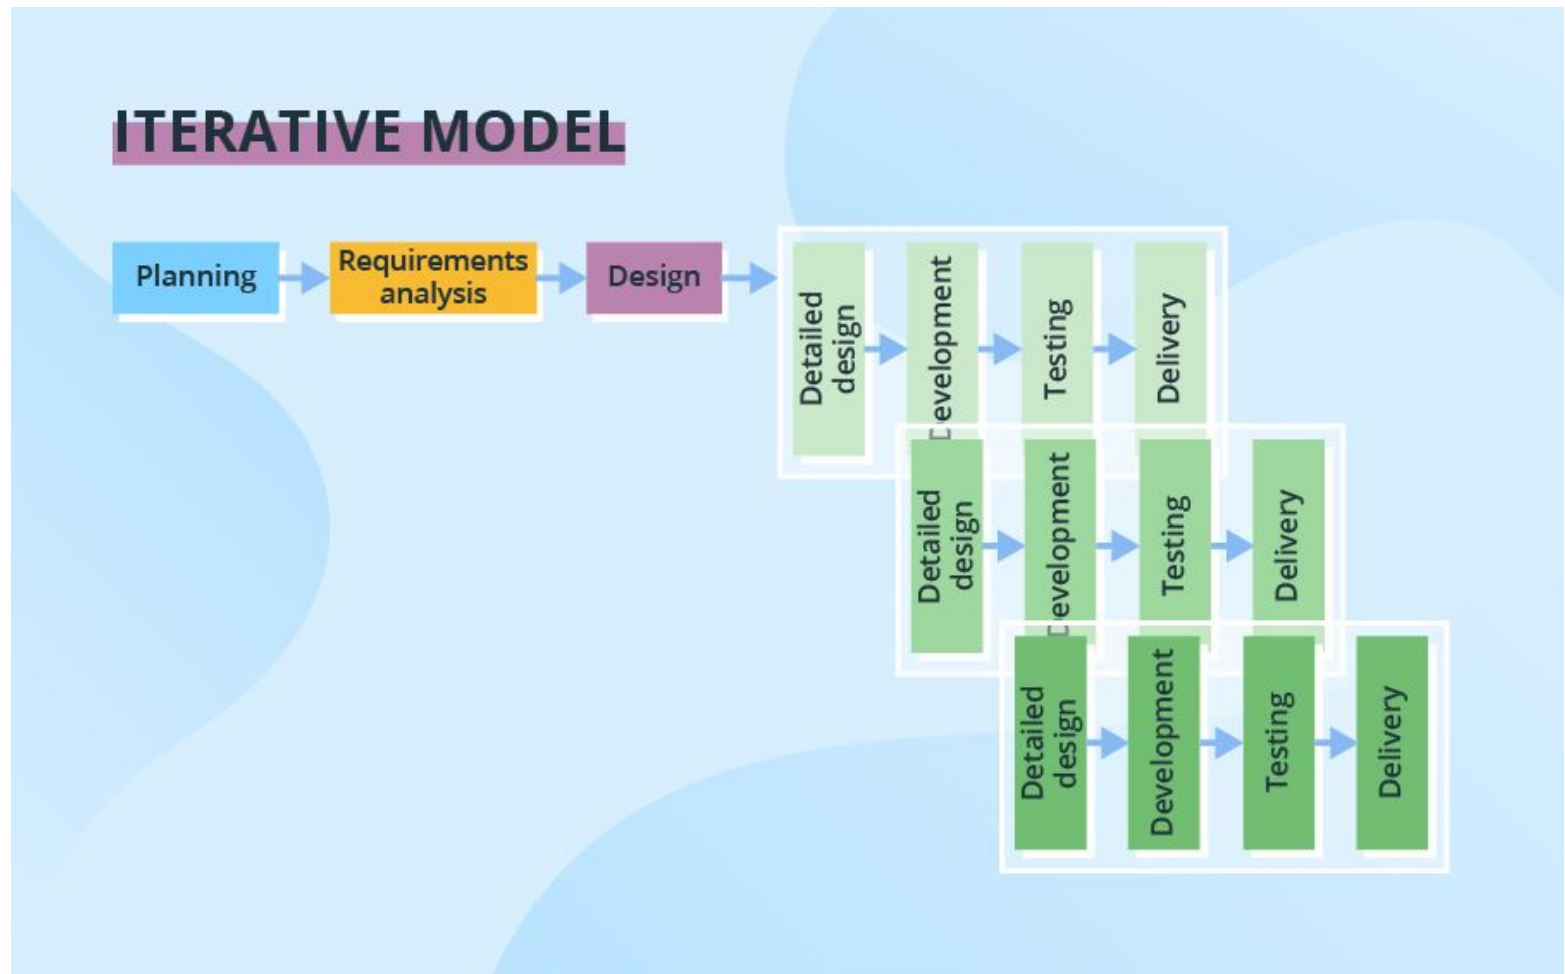 ITERATIVE MODEL
Planning
Requirements
analysis
Design
Detailed
design
Development
Testing
Delivery
Detailed
design
Development
Testing
Delivery
Detailed
design
Development
Testing
Delivery